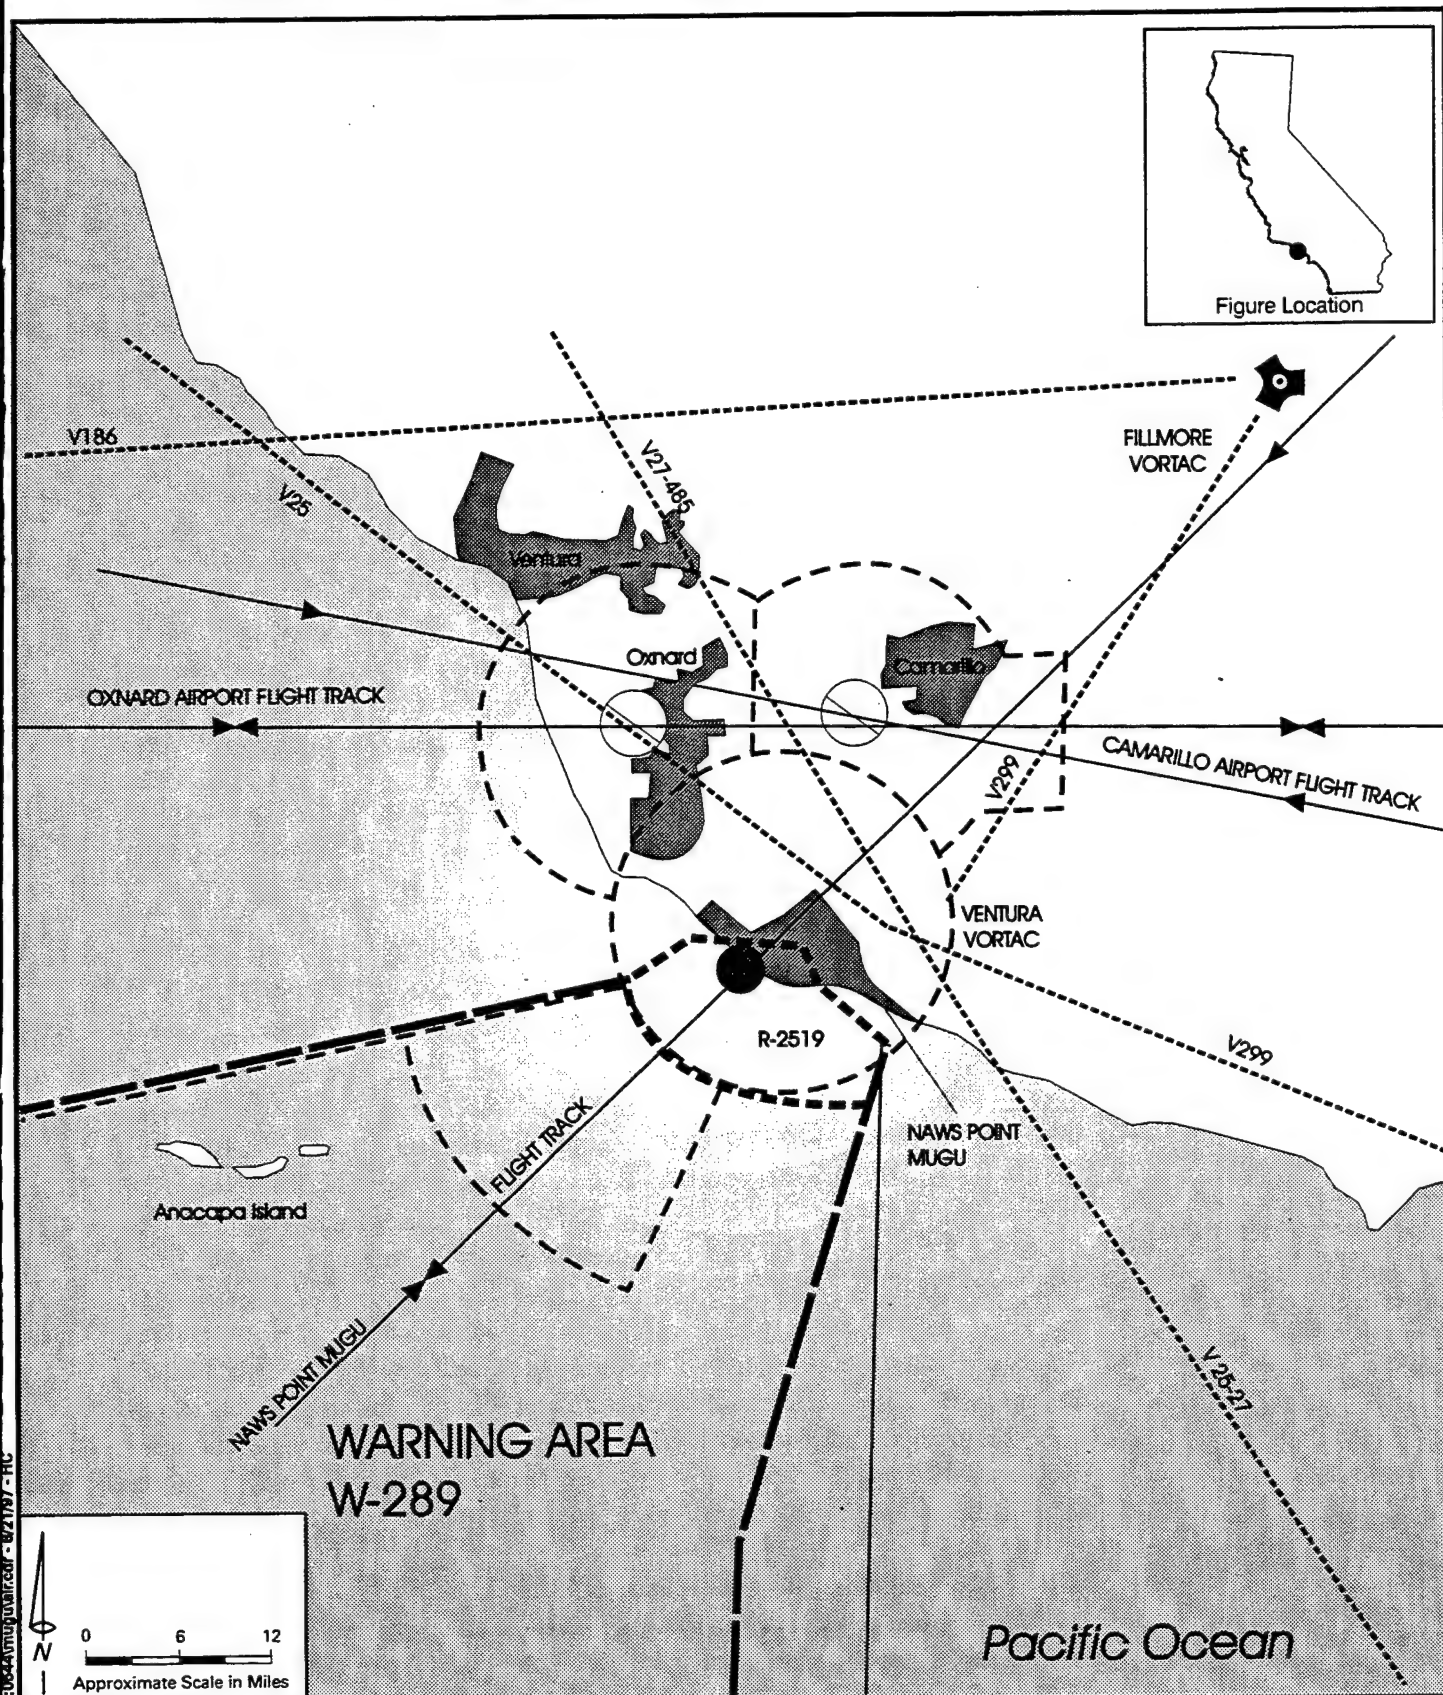 Figure Location
V186
V25
V27-485
FILLMORE
VORTAC
Ventura
Oxnard
Camarillo
OXNARD AIRPORT FLIGHT TRACK
V299
CAMARILLO AIRPORT FLIGHT TRACK
VENTURA
VORTAC
R-2519
V299
NAWS POINT
MUGU
FLIGHT TRACK
Anacapa Island
NAWS POINT MUGU
V 25-27
WARNING AREA
W-289
Pacific Ocean
N
0 6 12
Approximate Scale in Miles